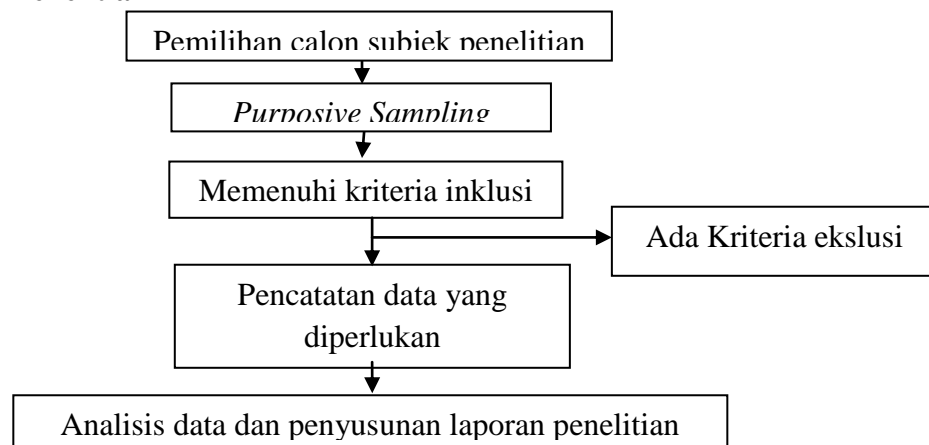 Pemilihan calon subjek penelitian
Purposive Sampling
Memenuhi kriteria inklusi
Ada Kriteria ekslusi
Pencatatan data yang
diperlukan
Analisis data dan penyusunan laporan penelitian